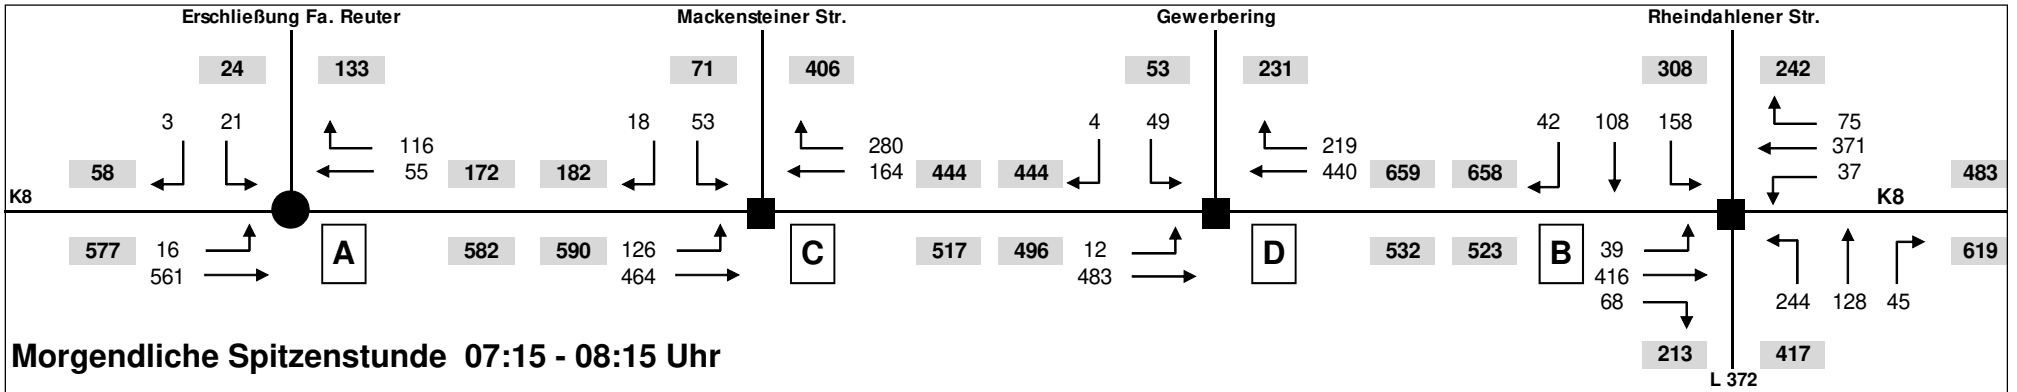 Erschließung Fa. Reuter Mackensteiner Str. Gewerbering Rheindahlener Str.
24 133 71 406 53 231 308 242
3 21 18 53 4 49 42 108 158 75
116 280 219 371
58 55 172 182 164 444 444 440 659 658 37 483
K8 K8
577 16 A 582 590 126 C 517 496 12 D 532 523 B 39 619
561 464 483 416
68 244 128 45
Morgendliche Spitzenstunde 07:15 - 08:15 Uhr 213 417
L 372